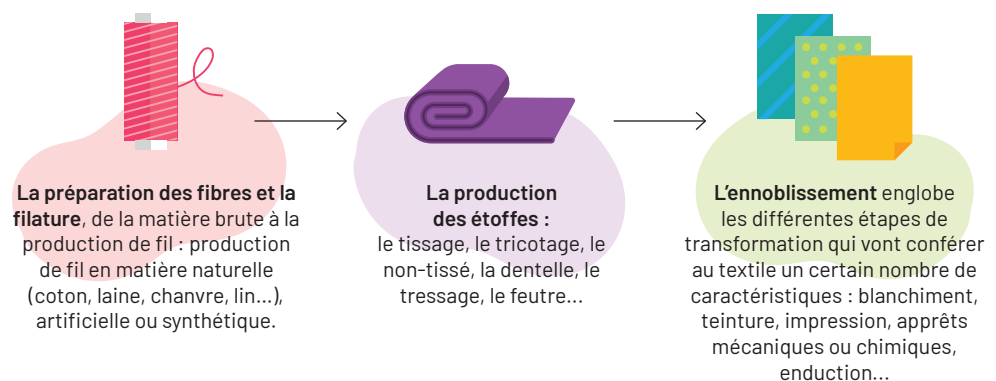 La préparation des fibres et la
filature, de la matière brute à la
production de fil : production
de fil en matière naturelle
(coton, laine, chanvre, lin...),
artificielle ou synthétique.
La production
des étoffes :
le tissage, le tricotage, le
non-tissé, la dentelle, le
tressage, le feutre...
L'ennoblissement englobe
les différentes étapes de
transformation qui vont conférer
au textile un certain nombre de
caractéristiques : blanchiment,
teinture, impression, apprêts
mécaniques ou chimiques,
enduction...